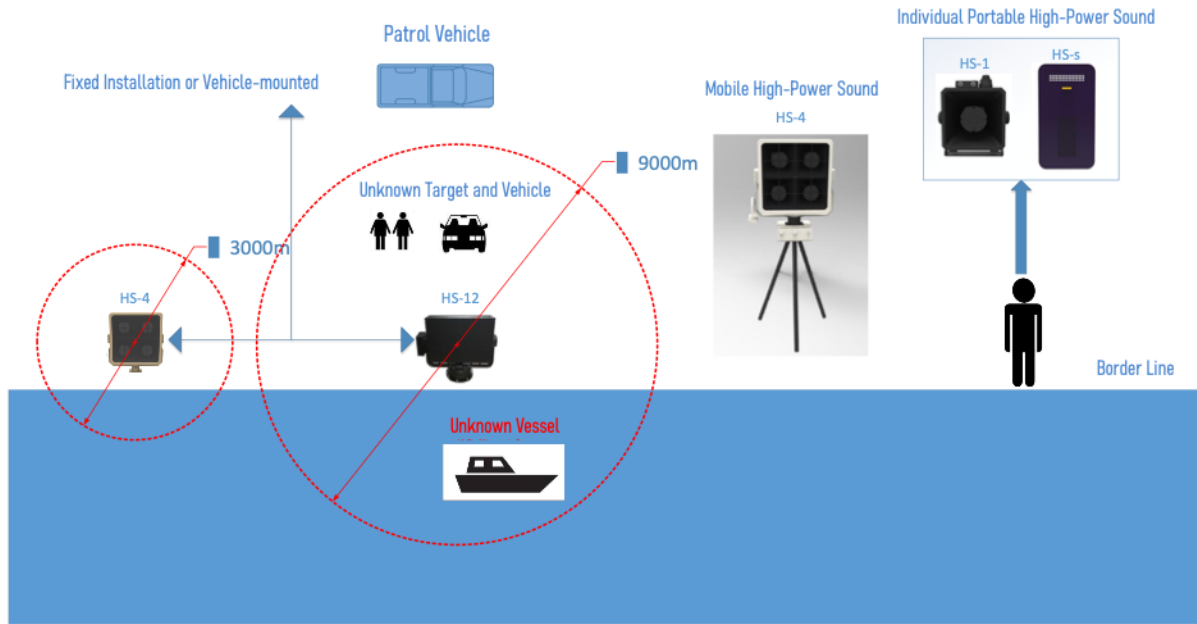 Individual Portable High-Power Sound
Patrol Vehicle
HS-1
HS-s
Fixed Installation or Vehicle-mounted
Mobile High-Power Sound
HS-4
9000m
Unknown Target and Vehicle
3000m
HS-4
HS-12
Border Line
Unknown Vessel